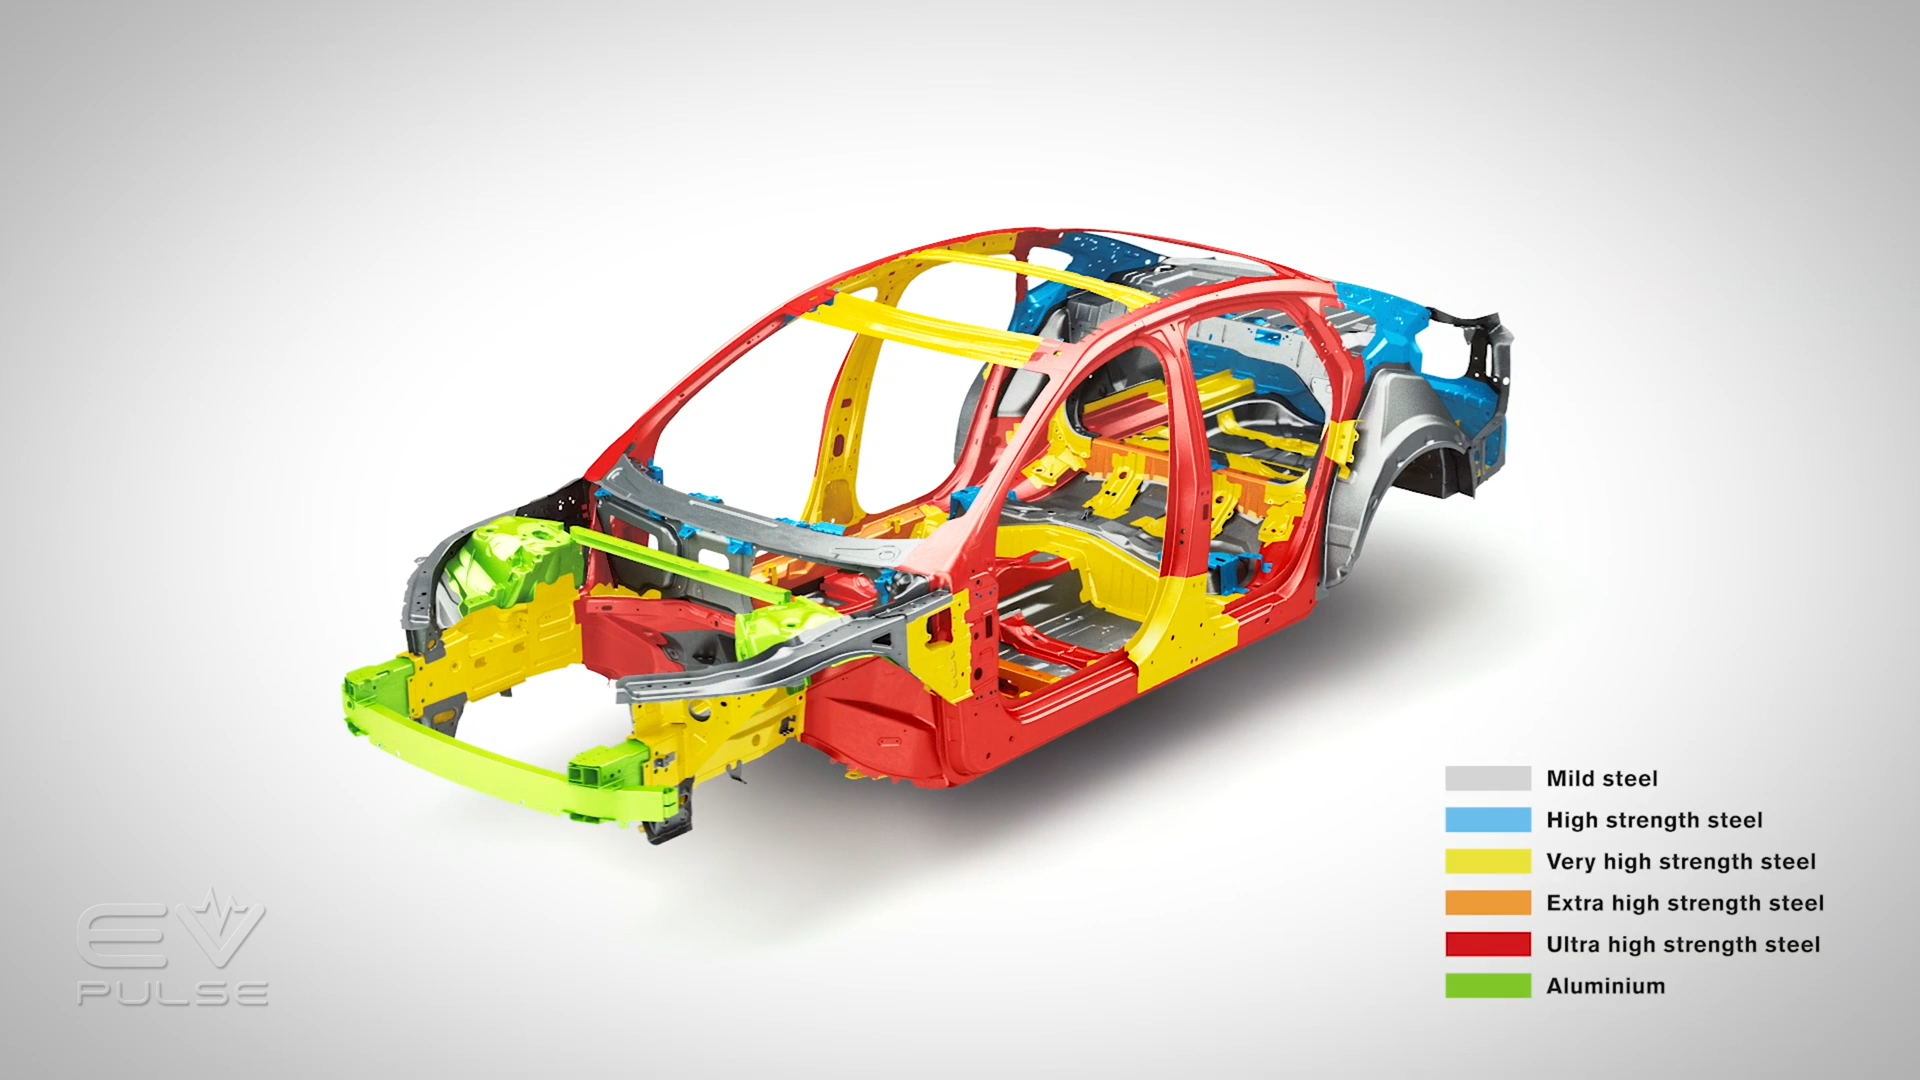 Mild steel
High strength steel
Very high strength steel
Extra high strength steel
Ultra high strength steel
Aluminium
EV
PULSE